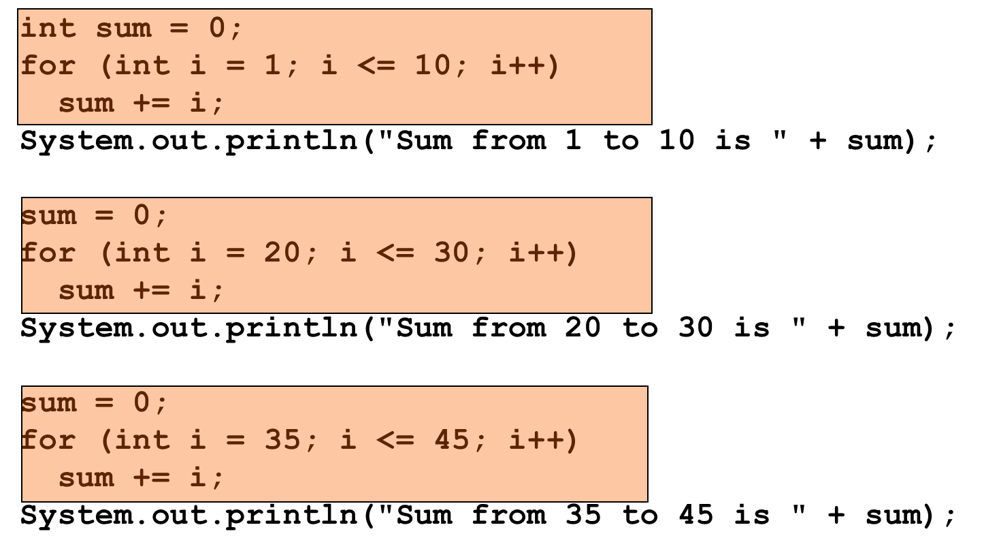 int sum = 0;
for (int i = 1; i <= 10; i++)
  sum += i;
System.out.println("Sum from 1 to 10 is " + sum);

sum = 0;
for (int i = 20; i <= 30; i++)
  sum += i;
System.out.println("Sum from 20 to 30 is " + sum);

sum = 0;
for (int i = 35; i <= 45; i++)
  sum += i;
System.out.println("Sum from 35 to 45 is " + sum);